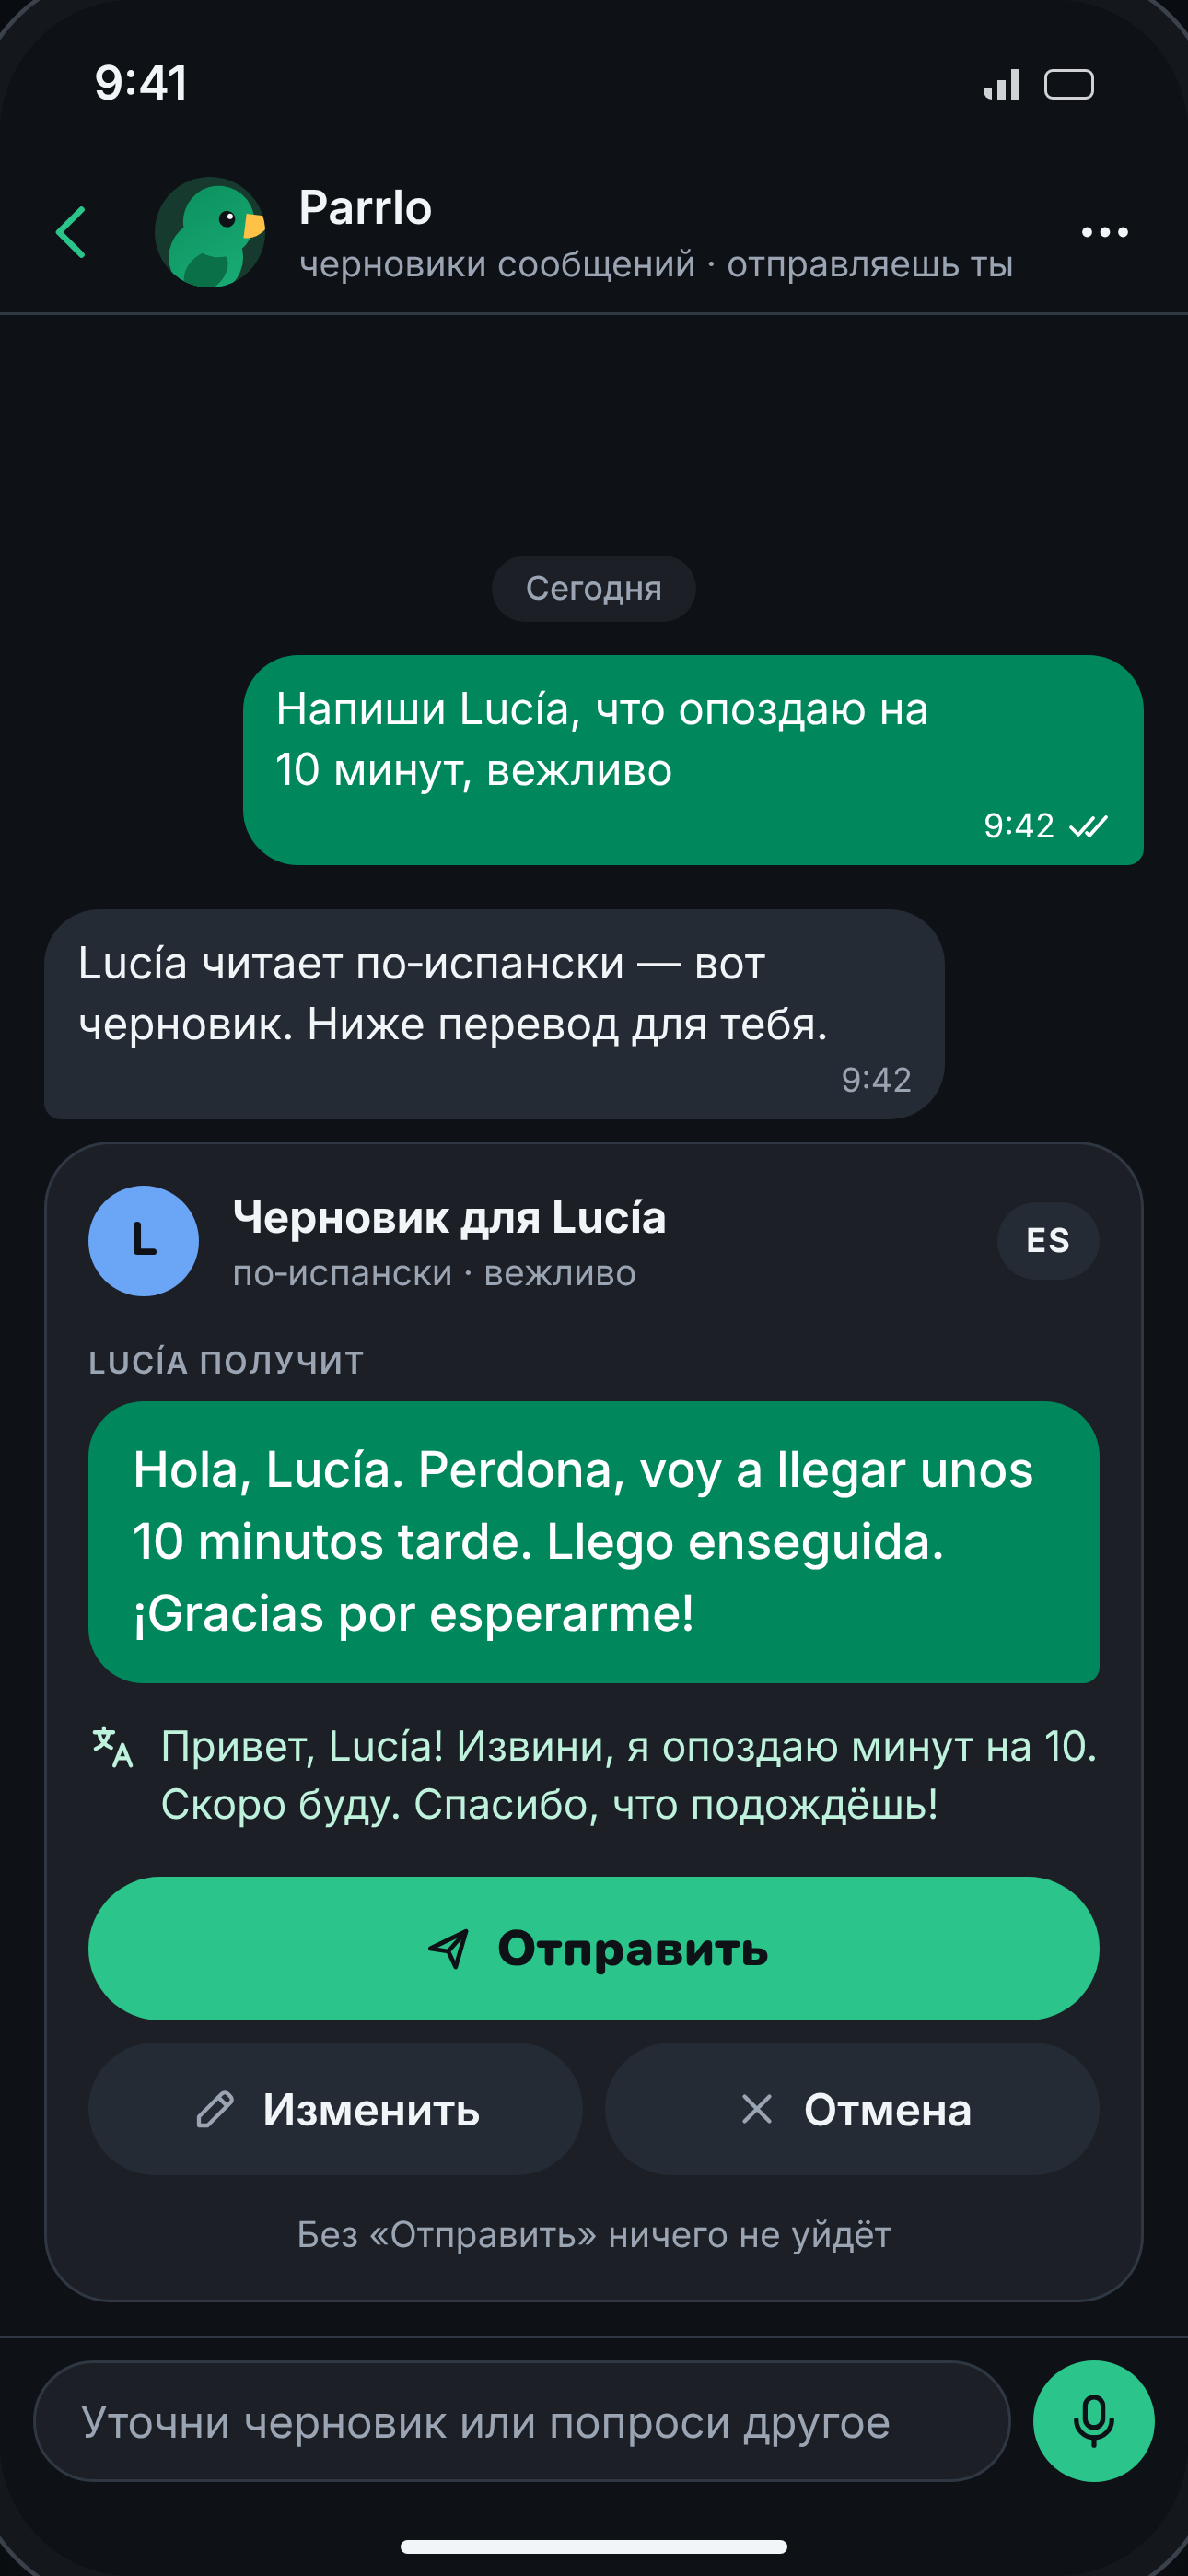 9:41
Parrlo
черновики сообщений · отправляешь ты
Сегодня
Напиши Lucía, что опоздаю на
10 минут, вежливо
9:42
Lucía читает по-испански — вот
черновик. Ниже перевод для тебя.
9:42
L
Черновик для Lucía
по-испански · вежливо
ES
LUCÍA ПОЛУЧИТ
Hola, Lucía. Perdona, voy a llegar unos
10 minutos tarde. Llego enseguida.
¡Gracias por esperarme!
Привет, Lucía! Извини, я опоздаю минут на 10.
Скоро буду. Спасибо, что подождёшь!
Отправить
Изменить
Отмена
Без «Отправить» ничего не уйдёт
Уточни черновик или попроси другое